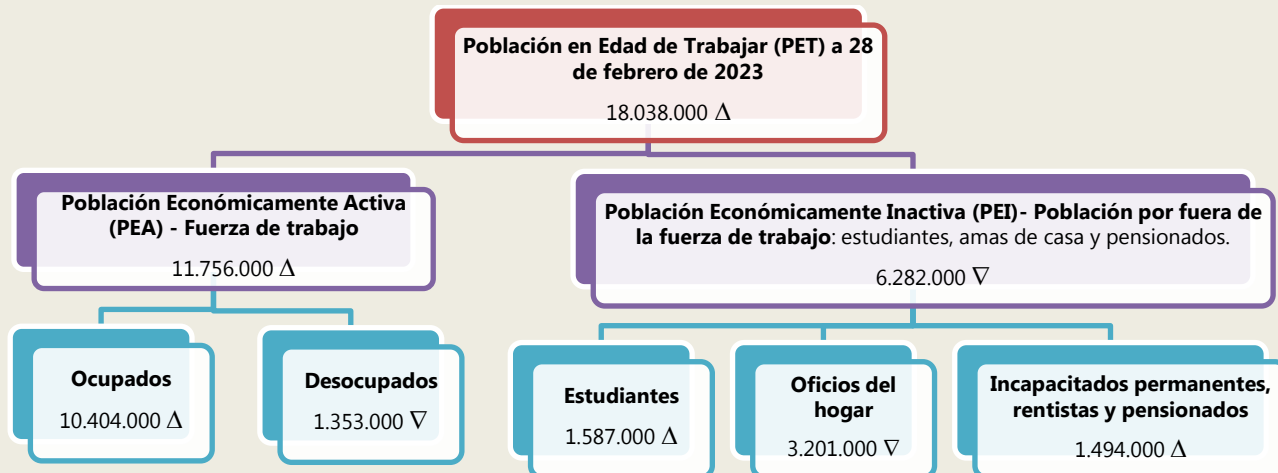 Población en Edad de Trabajar (PET) a 28
de febrero de 2023
18.038.000 Δ
Población Económicamente Activa
(PEA) - Fuerza de trabajo
11.756.000 Δ
Población Económicamente Inactiva (PEI)- Población por fuera de
la fuerza de trabajo: estudiantes, amas de casa y pensionados.
6.282.000 ∇
Ocupados
10.404.000 Δ
Desocupados
1.353.000 ∇
Estudiantes
1.587.000 Δ
Oficios del
hogar
3.201.000 ∇
Incapacitados permanentes,
rentistas y pensionados
1.494.000 Δ